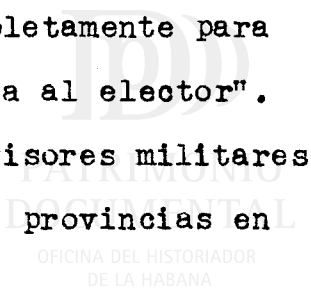 letamente para
a al elector".
isores militares
PATRIMONIO
DOCUMENTAL
provincias en
OFICINA DEL HISTORIADOR
DE LA HABANA